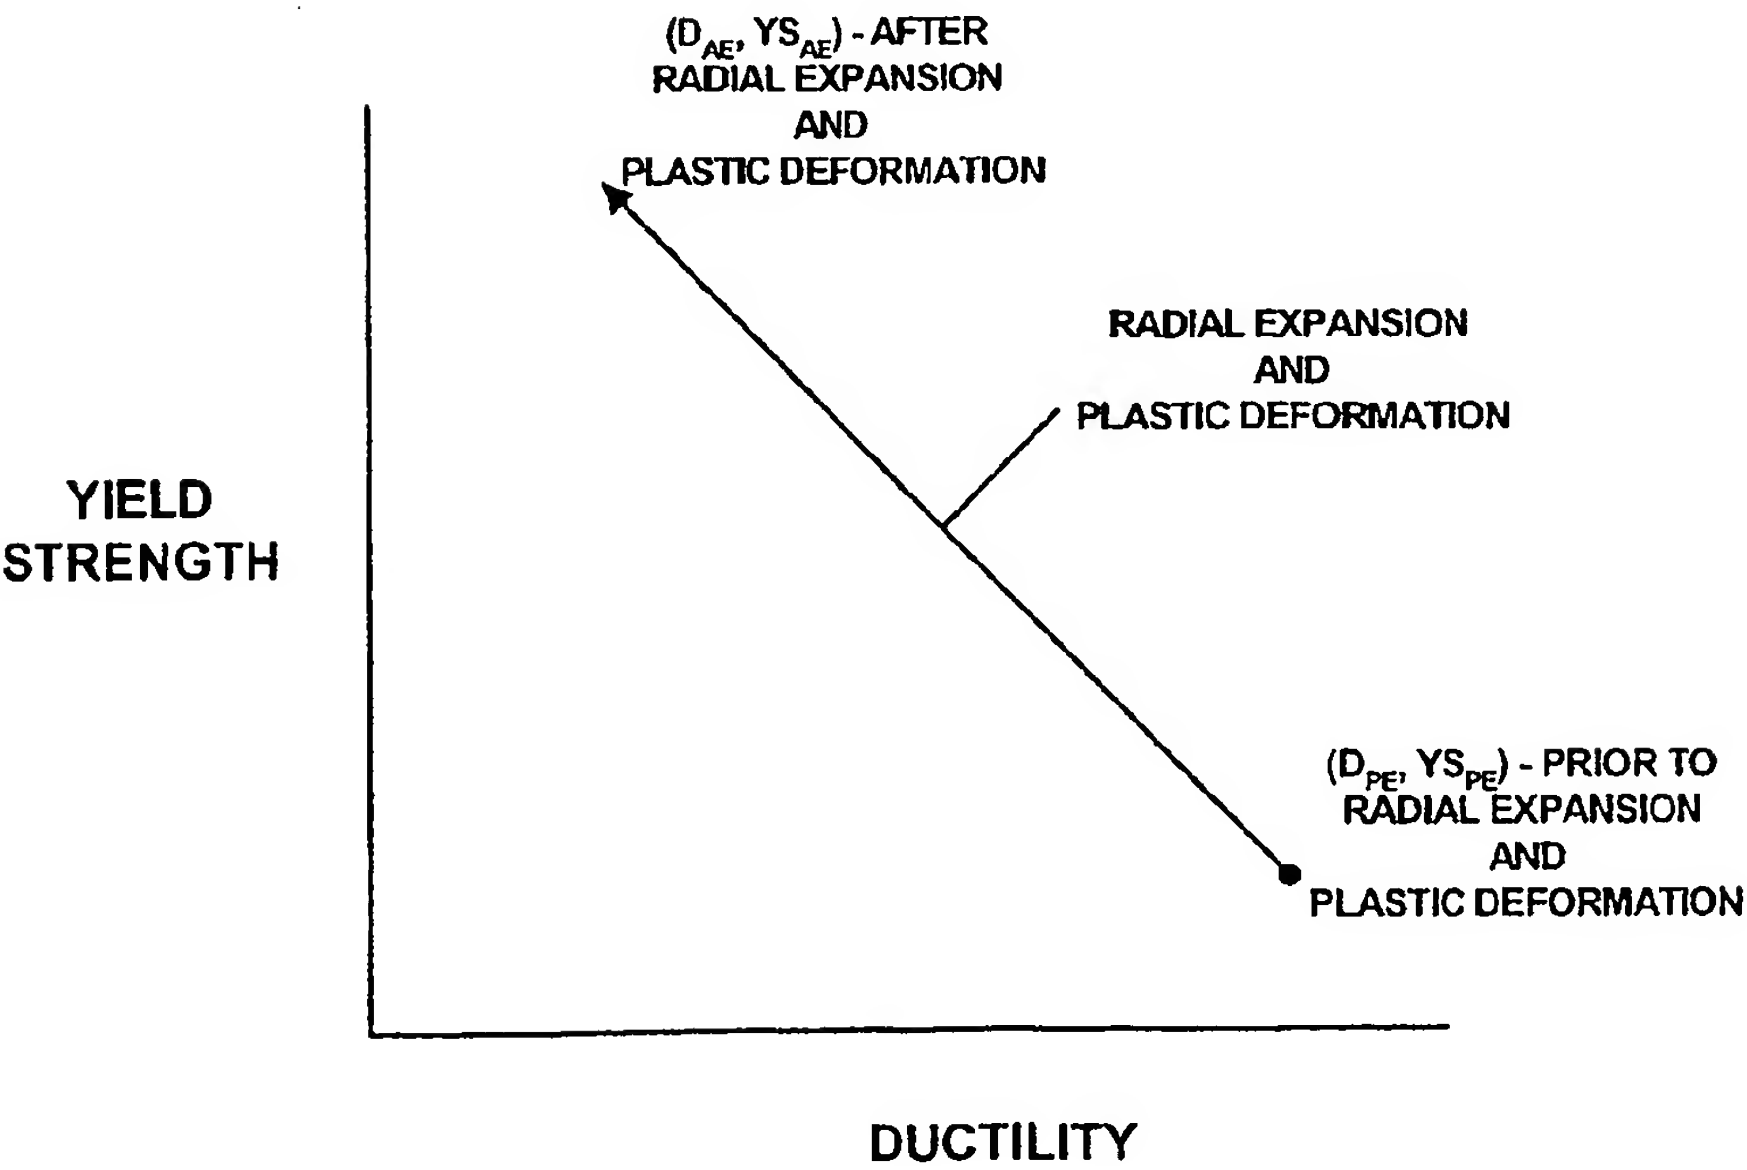 (D_AE, YS_AE) - AFTER
RADIAL EXPANSION
AND
PLASTIC DEFORMATION
RADIAL EXPANSION
AND
PLASTIC DEFORMATION
YIELD
STRENGTH
(D_PE, YS_PE) - PRIOR TO
RADIAL EXPANSION
AND
PLASTIC DEFORMATION
DUCTILITY